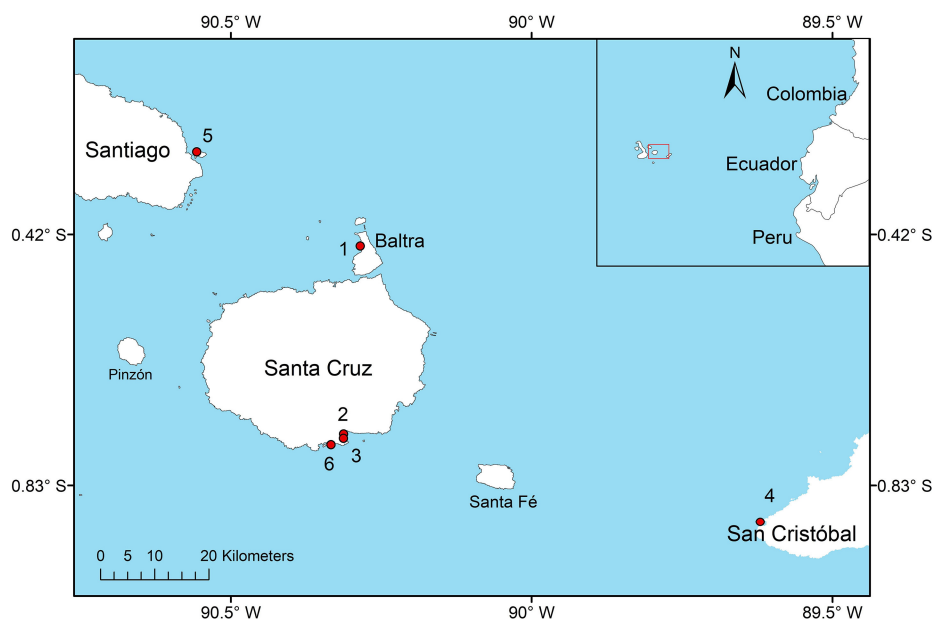 90.5° W
90° W
89.5° W
N
Colombia
Ecuador
Peru
5
Santiago
0.42° S
0.42° S
1
Baltra
Santa Cruz
Pinzón
2
3
6
Santa Fé
0.83° S
0.83° S
4
San Cristóbal
0 5 10 20 Kilometers
90.5° W
90° W
89.5° W